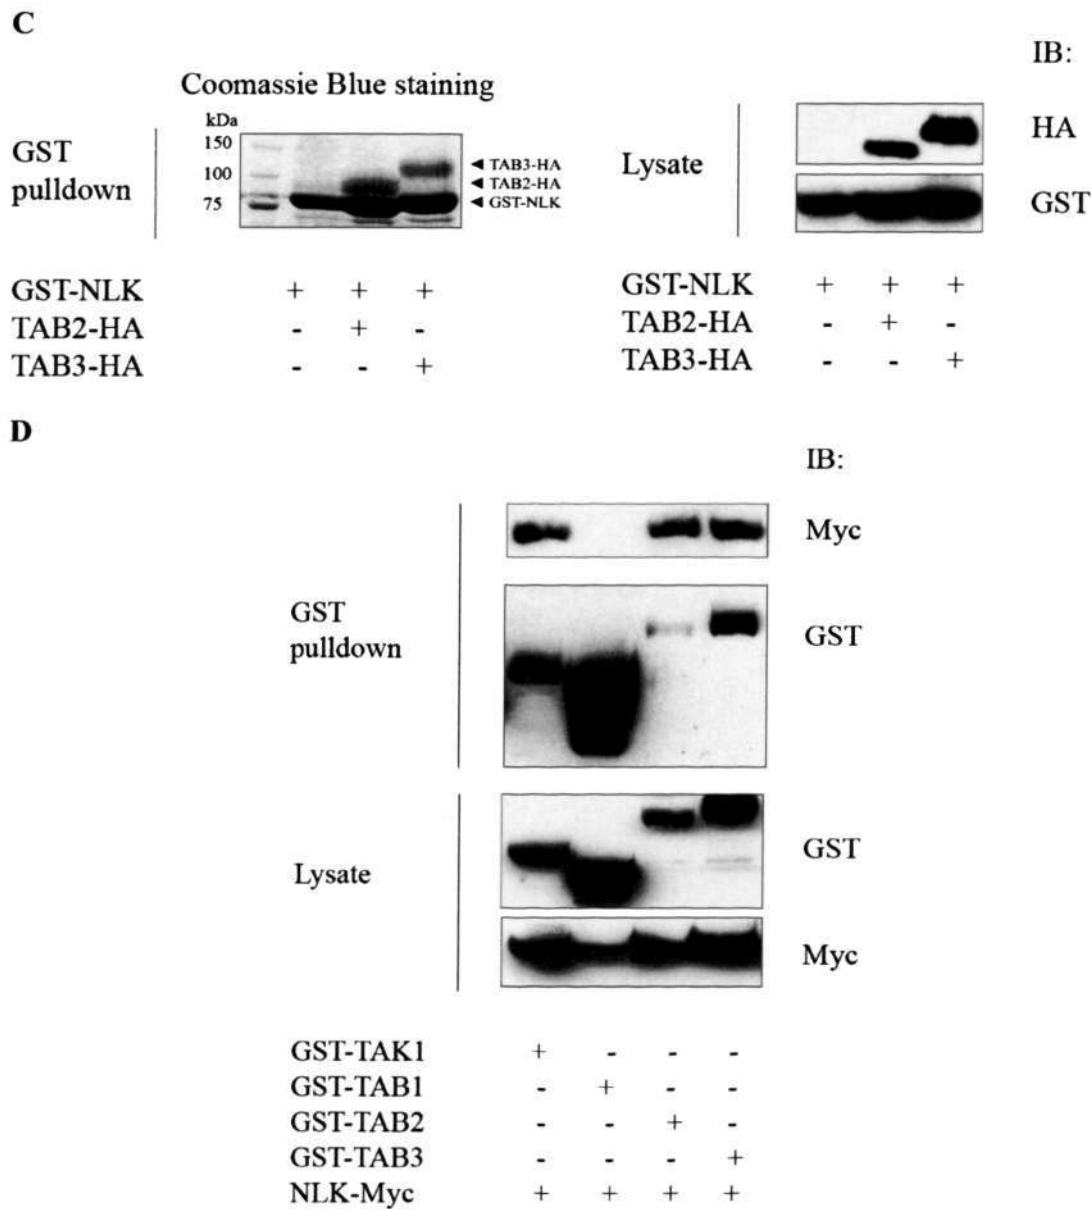 C
IB:
Coomassie Blue staining
kDa
150
100
75
GST
pulldown
TAB3-HA
TAB2-HA
GST-NLK
Lysate
HA
GST
GST-NLK + + +
TAB2-HA - + -
TAB3-HA - - +
GST-NLK + + +
TAB2-HA - + -
TAB3-HA - - +
D
IB:
Myc
GST
pulldown
GST
Lysate
GST
Myc
GST-TAK1 + - - -
GST-TAB1 - + - -
GST-TAB2 - - + -
GST-TAB3 - - - +
NLK-Myc + + + +